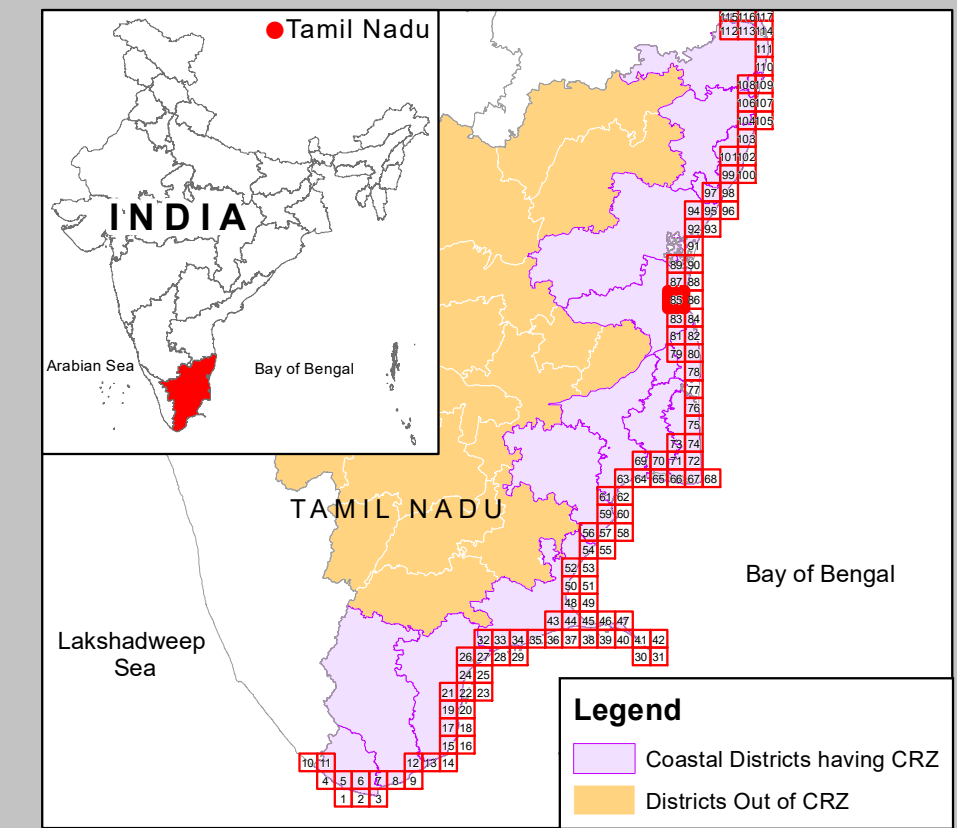 Tamil Nadu
INDIA
Arabian Sea
Bay of Bengal
115 116 117
112 113 114
111
110
108 109
106 107
104 105
103
101 102
99 100
97 98
94 95 96
92 93
91
89 90
87 88
85 86
83 84
81 82
79 80
78
77
76
75
73 74
69 70 71 72
63 64 65 66 67 68
61 62
TAMIL NADU
59 60
56 57 58
54 55
52 53
Bay of Bengal
50 51
48 49
43 44 45 46 47
Lakshadweep
Sea
32 33 34 35 36 37 38 39 40 41 42
26 27 28 29 30 31
24 25
21 22 23
19 20
17 18
15 16
10 11 12 13 14
4 5 6 7 8 9
1 2 3
Legend
Coastal Districts having CRZ
Districts Out of CRZ